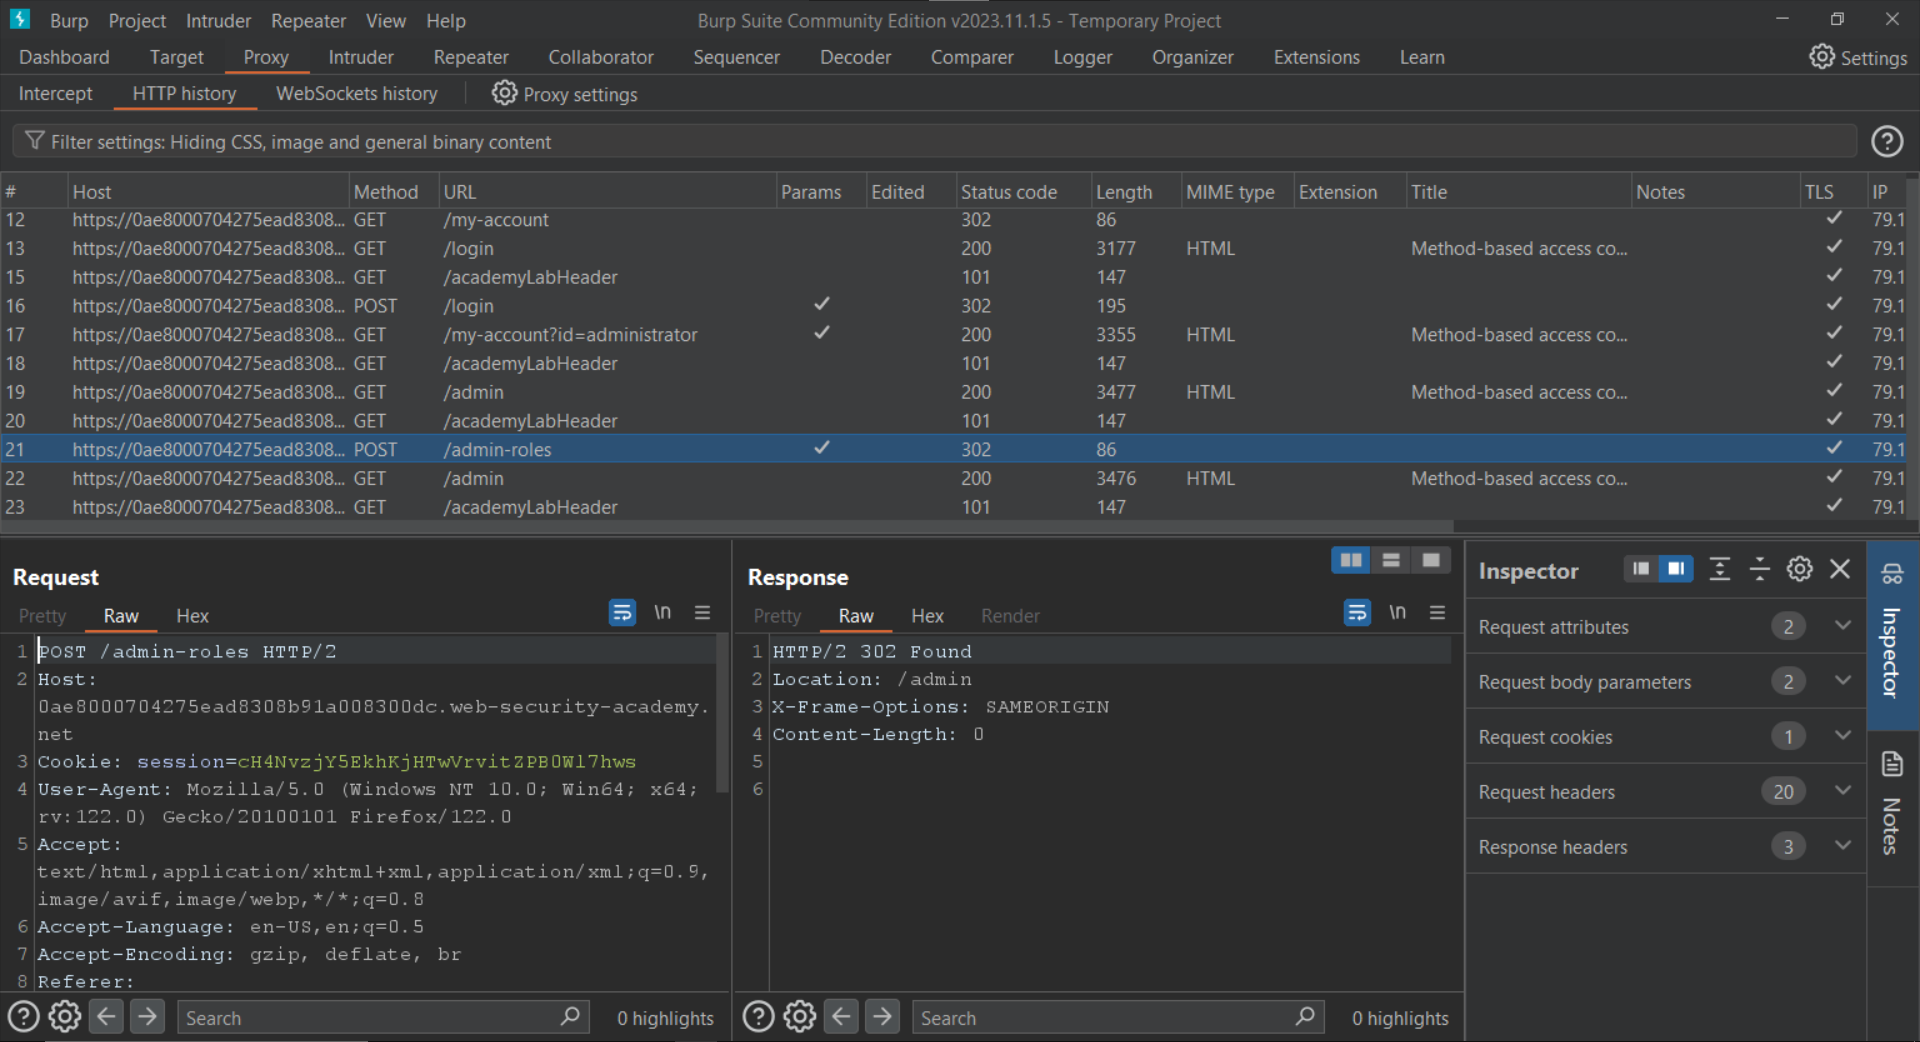 Burp Project Intruder Repeater View Help Burp Suite Community Edition v2023.11.1.5 - Temporary Project
Dashboard Target Proxy Intruder Repeater Collaborator Sequencer Decoder Comparer Logger Organizer Extensions Learn Settings
Intercept HTTP history WebSockets history Proxy settings
Filter settings: Hiding CSS, image and general binary content
# Host Method URL Params Edited Status code Length MIME type Extension Title Notes TLS IP
12 https://0ae8000704275ead8308... GET /my-account 302 86 ✓ 79.1
13 https://0ae8000704275ead8308... GET /login 200 3177 HTML Method-based access co... ✓ 79.1
15 https://0ae8000704275ead8308... GET /academyLabHeader 101 147 ✓ 79.1
16 https://0ae8000704275ead8308... POST /login ✓ 302 195 ✓ 79.1
17 https://0ae8000704275ead8308... GET /my-account?id=administrator ✓ 200 3355 HTML Method-based access co... ✓ 79.1
18 https://0ae8000704275ead8308... GET /academyLabHeader 101 147 ✓ 79.1
19 https://0ae8000704275ead8308... GET /admin 200 3477 HTML Method-based access co... ✓ 79.1
20 https://0ae8000704275ead8308... GET /academyLabHeader 101 147 ✓ 79.1
21 https://0ae8000704275ead8308... POST /admin-roles ✓ 302 86 ✓ 79.1
22 https://0ae8000704275ead8308... GET /admin 200 3476 HTML Method-based access co... ✓ 79.1
23 https://0ae8000704275ead8308... GET /academyLabHeader 101 147 ✓ 79.1
Request
Pretty Raw Hex \n
1 POST /admin-roles HTTP/2
2 Host:
0ae8000704275ead8308b91a008300dc.web-security-academy.
net
3 Cookie: session=cH4NvzjY5EkhKjHTwVrvitZPB0Wl7hws
4 User-Agent: Mozilla/5.0 (Windows NT 10.0; Win64; x64;
rv:122.0) Gecko/20100101 Firefox/122.0
5 Accept:
text/html,application/xhtml+xml,application/xml;q=0.9,
image/avif,image/webp,*/*;q=0.8
6 Accept-Language: en-US,en;q=0.5
7 Accept-Encoding: gzip, deflate, br
8 Referer:
Search 0 highlights
Response
Pretty Raw Hex Render \n
1 HTTP/2 302 Found
2 Location: /admin
3 X-Frame-Options: SAMEORIGIN
4 Content-Length: 0
5
6
Search 0 highlights
Inspector
Request attributes 2
Request body parameters 2
Request cookies 1
Request headers 20
Response headers 3
Inspector
Notes